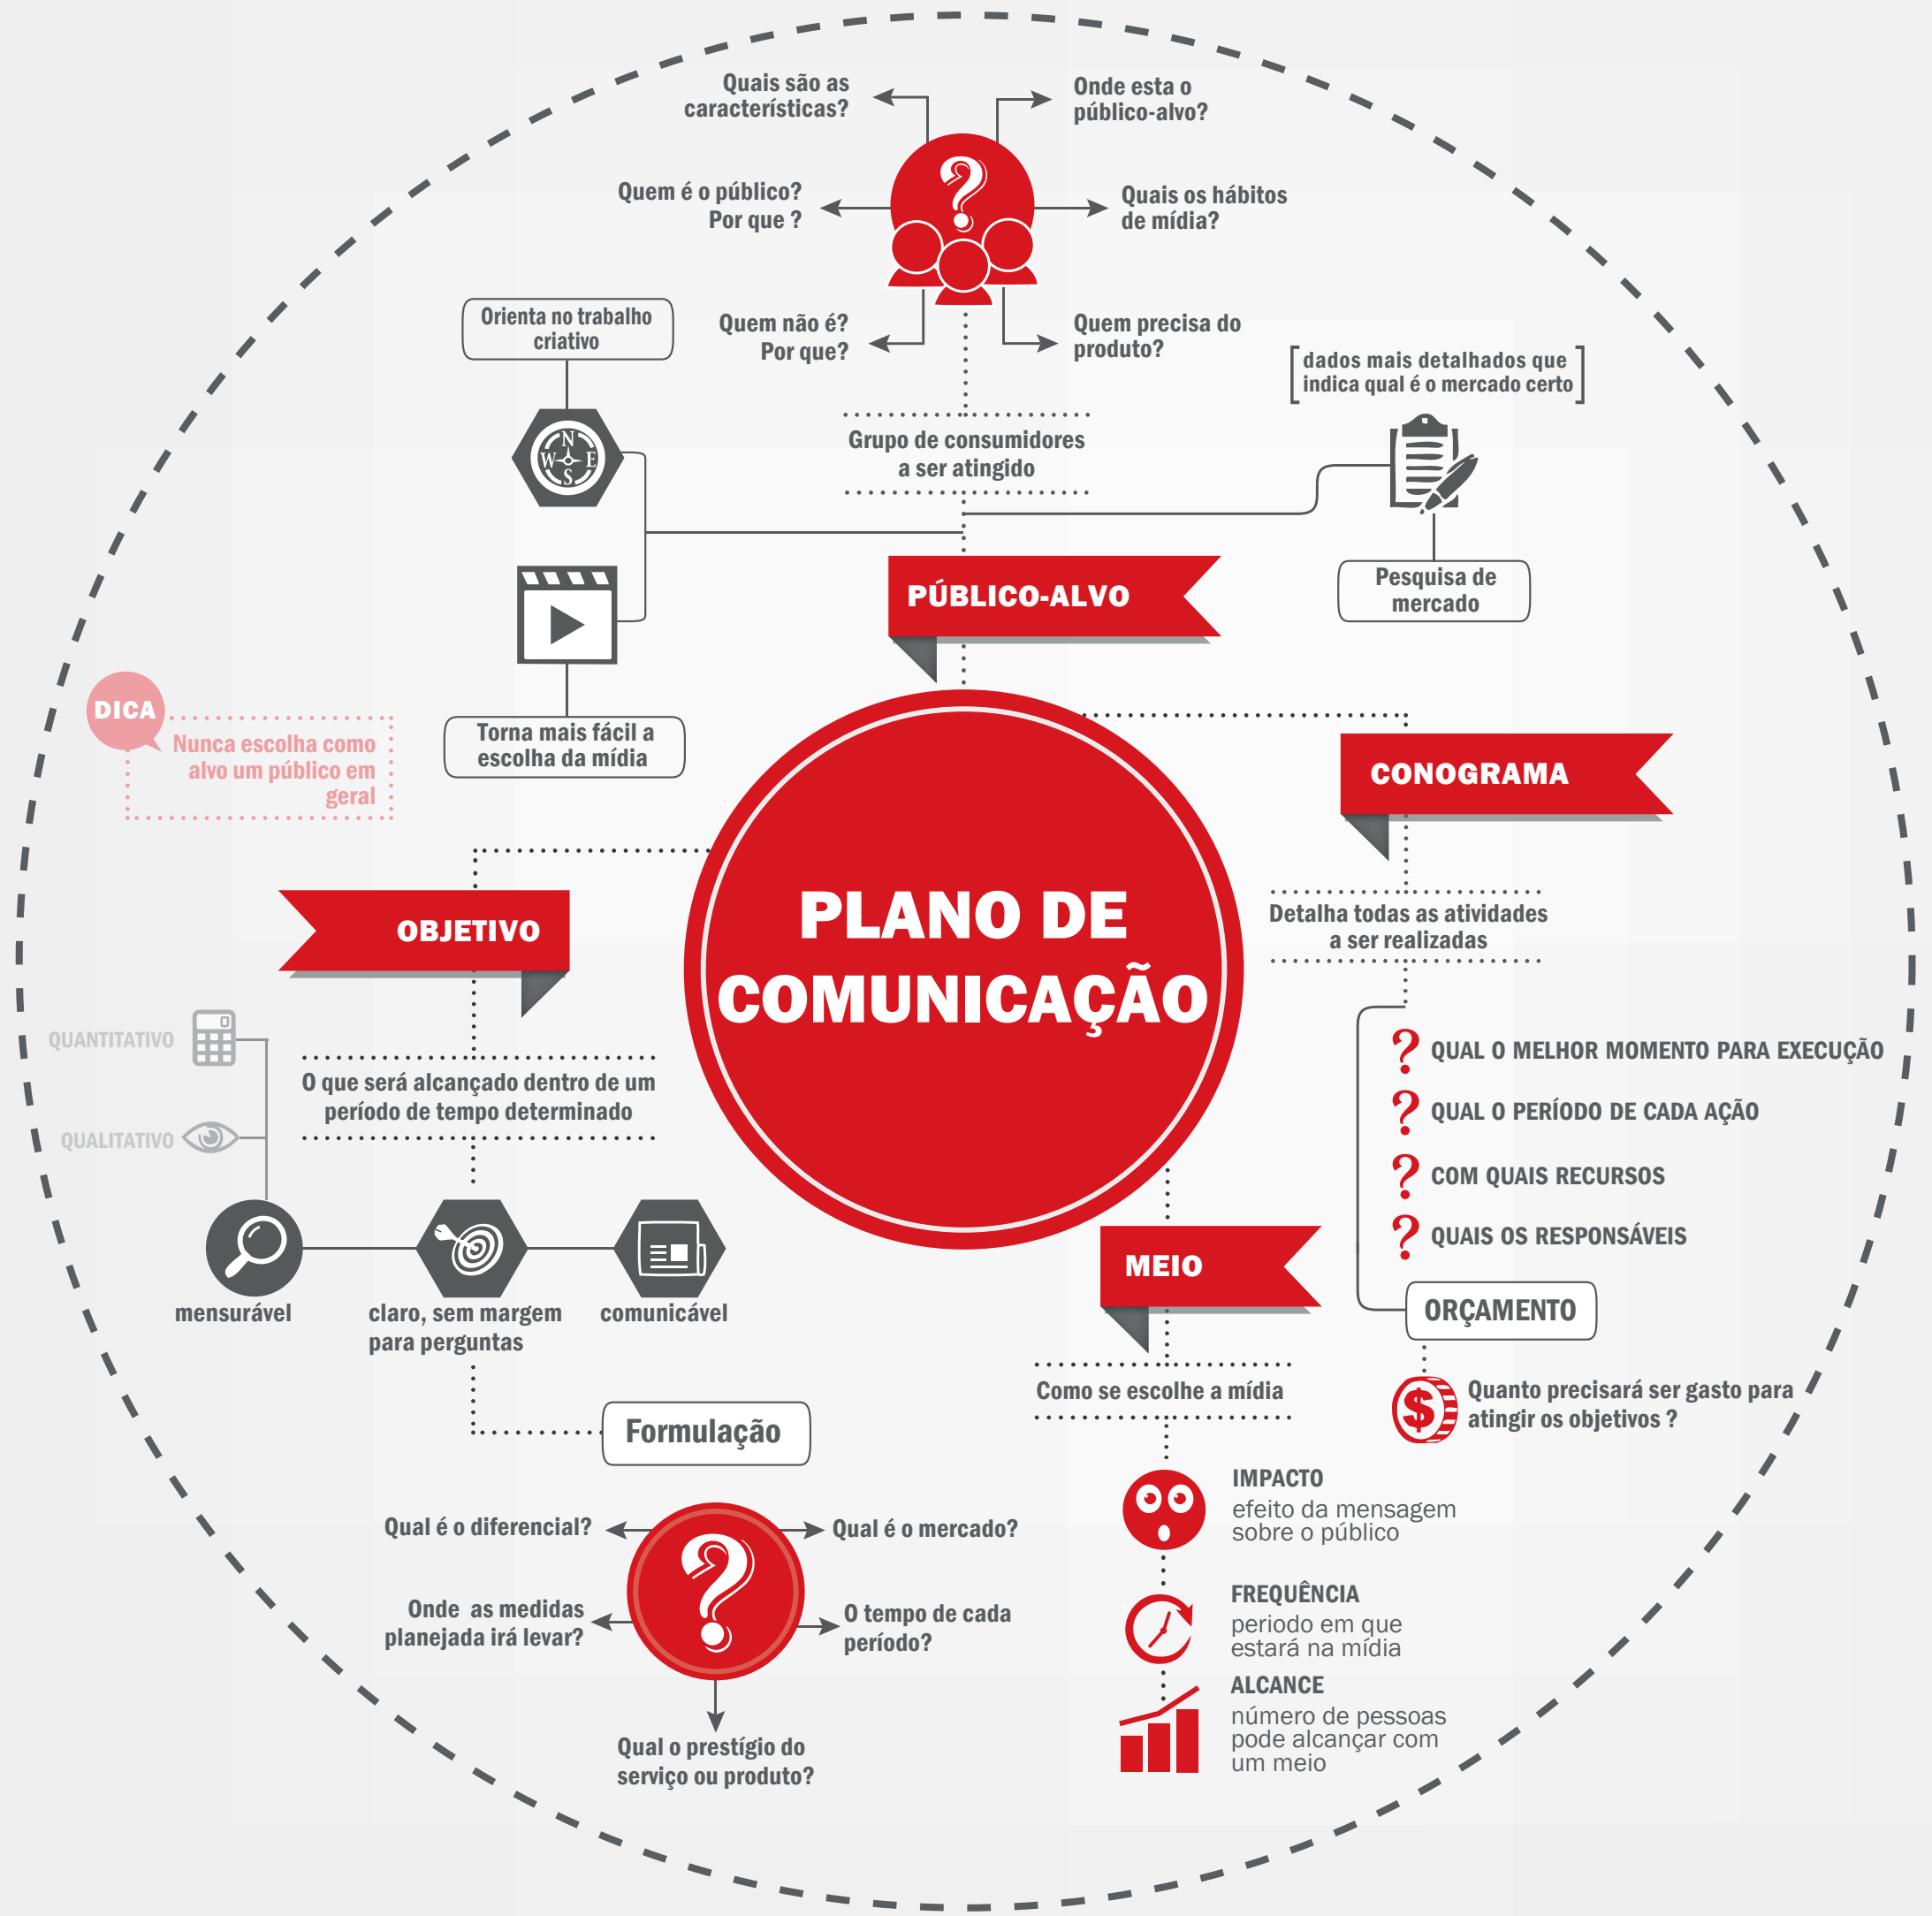 Quais são as
características?
Onde esta o
público-alvo?
Quem é o público?
Por que ?
Quais os hábitos
de mídia?
Quem não é?
Por que?
Quem precisa do
produto?
Orienta no trabalho
criativo
N
W E
S
Grupo de consumidores
a ser atingido
dados mais detalhados que
indica qual é o mercado certo
Pesquisa de
mercado
PÚBLICO-ALVO
Torna mais fácil a
escolha da mídia
DICA
Nunca escolha como
alvo um público em
geral
CONOGRAMA
Detalha todas as atividades
a ser realizadas
? QUAL O MELHOR MOMENTO PARA EXECUÇÃO
? QUAL O PERÍODO DE CADA AÇÃO
? COM QUAIS RECURSOS
? QUAIS OS RESPONSÁVEIS
ORÇAMENTO
$
Quanto precisará ser gasto para
atingir os objetivos ?
PLANO DE
COMUNICAÇÃO
OBJETIVO
O que será alcançado dentro de um
período de tempo determinado
QUANTITATIVO
0
QUALITATIVO
mensurável
claro, sem margem
para perguntas
comunicável
Formulação
?
Qual é o diferencial?
Qual é o mercado?
Onde as medidas
planejada irá levar?
O tempo de cada
período?
Qual o prestígio do
serviço ou produto?
?
MEIO
Como se escolhe a mídia
IMPACTO
efeito da mensagem
sobre o público
FREQUÊNCIA
periodo em que
estará na mídia
ALCANCE
número de pessoas
pode alcançar com
um meio